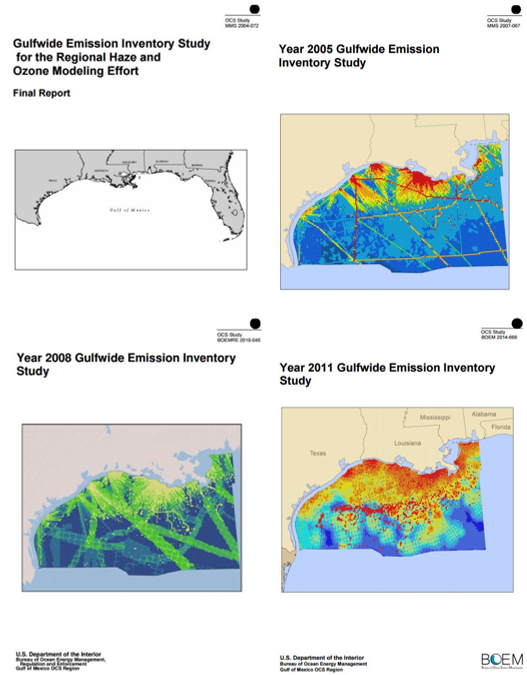 OCS Study
MMS 2004-072
Gulfwide Emission Inventory Study
for the Regional Haze and
Ozone Modeling Effort
Final Report
Gulf of Mexico
OCS Study
MMS 2007-067
Year 2005 Gulfwide Emission
Inventory Study
OCS Study
BOEMRE 2010-045
Year 2008 Gulfwide Emission Inventory
Study
U.S. Department of the Interior
Bureau of Ocean Energy Management,
Regulation and Enforcement
Gulf of Mexico OCS Region
OCS Study
BOEM 2014-666
Year 2011 Gulfwide Emission Inventory
Study
Mississippi
Alabama
Florida
Louisiana
Texas
U.S. Department of the Interior
Bureau of Ocean Energy Management
Gulf of Mexico OCS Region
BOEM